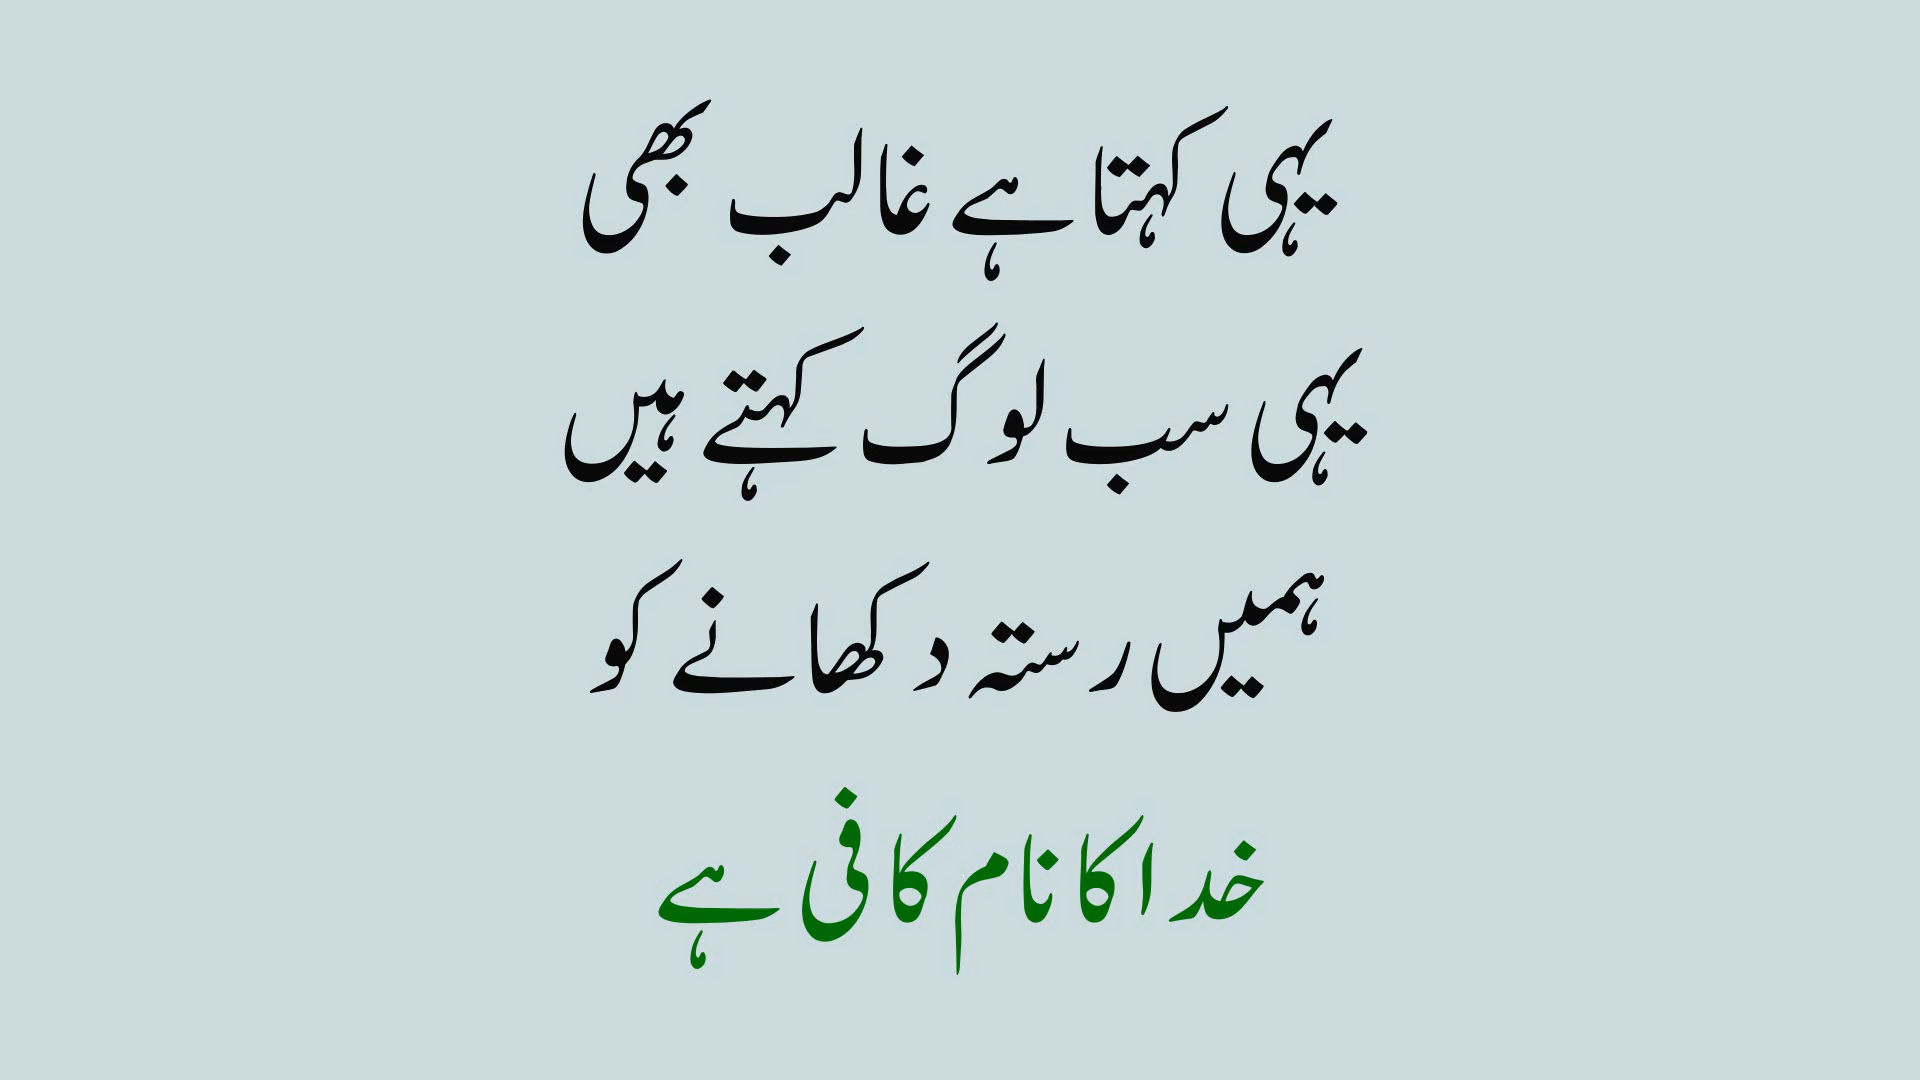 یہی کہتا ہے غالب بھی
یہی سب لوگ کہتے ہیں
ہمیں رستہ دکھانے کو
خدا کا نام کافی ہے